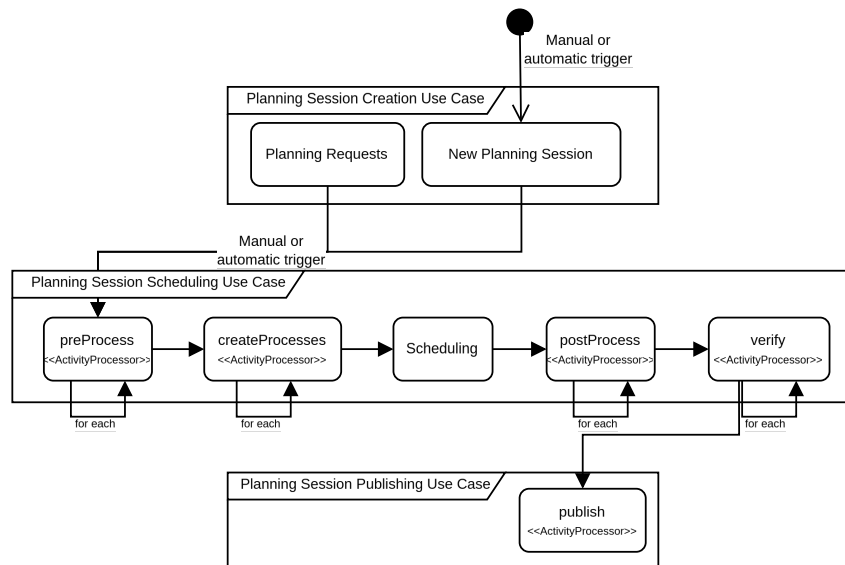 Manual or
automatic trigger
Planning Session Creation Use Case
Planning Requests
New Planning Session
Manual or
automatic trigger
Planning Session Scheduling Use Case
preProcess
<<ActivityProcessor>>
createProcesses
<<ActivityProcessor>>
Scheduling
postProcess
<<ActivityProcessor>>
verify
<<ActivityProcessor>>
for each
for each
for each
for each
Planning Session Publishing Use Case
publish
<<ActivityProcessor>>